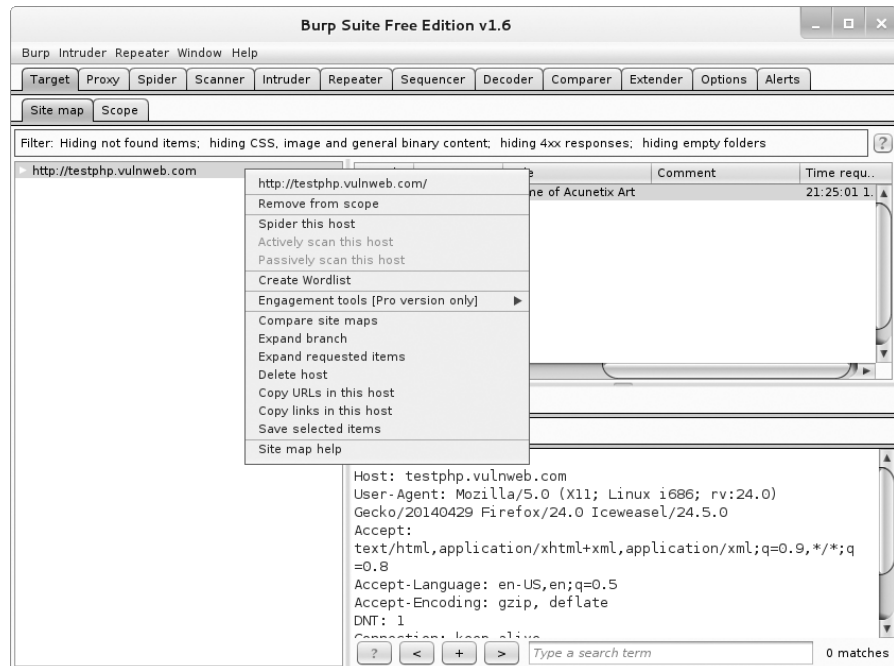 Burp Suite Free Edition v1.6
Burp Intruder Repeater Window Help
Target Proxy Spider Scanner Intruder Repeater Sequencer Decoder Comparer Extender Options Alerts
Site map Scope
Filter: Hiding not found items; hiding CSS, image and general binary content; hiding 4xx responses; hiding empty folders ?
http://testphp.vulnweb.com
Comment Time requ..
of Acunetix Art 21:25:01 1.
http://testphp.vulnweb.com/
Remove from scope
Spider this host
Actively scan this host
Passively scan this host
Create Wordlist
Engagement tools [Pro version only]
Compare site maps
Expand branch
Expand requested items
Delete host
Copy URLs in this host
Copy links in this host
Save selected items
Site map help
Host: testphp.vulnweb.com
User-Agent: Mozilla/5.0 (X11; Linux i686; rv:24.0)
Gecko/20140429 Firefox/24.0 Iceweasel/24.5.0
Accept:
text/html,application/xhtml+xml,application/xml;q=0.9,*/*;q
=0.8
Accept-Language: en-US,en;q=0.5
Accept-Encoding: gzip, deflate
DNT: 1
Connection: keep-alive
? < + > Type a search term 0 matches